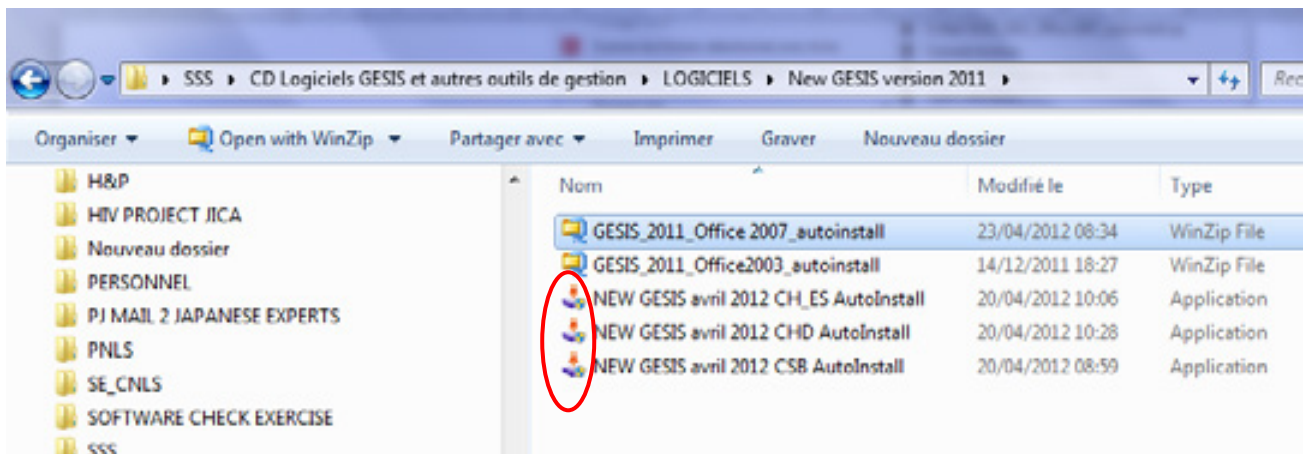 SSS ▸ CD Logiciels GESIS et autres outils de gestion ▸ LOGICIELS ▸ New GESIS version 2011 ▸ Rec
Organiser Open with WinZip Partager avec Imprimer Graver Nouveau dossier
H&P
HIV PROJECT JICA
Nouveau dossier
PERSONNEL
PJ MAIL 2 JAPANESE EXPERTS
PNLS
SE_CNLS
SOFTWARE CHECK EXERCISE
SSS
Nom Modifié le Type
GESIS_2011_Office 2007_autoinstall 23/04/2012 08:34 WinZip File
GESIS_2011_Office2003_autoinstall 14/12/2011 18:27 WinZip File
NEW GESIS avril 2012 CH_ES AutoInstall 20/04/2012 10:06 Application
NEW GESIS avril 2012 CHD AutoInstall 20/04/2012 10:28 Application
NEW GESIS avril 2012 CSB AutoInstall 20/04/2012 08:59 Application